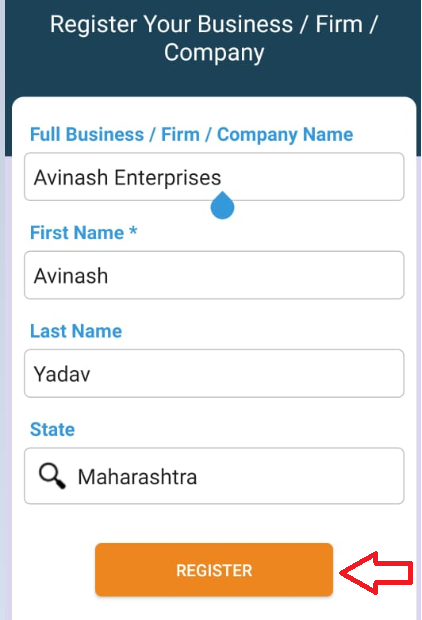 Register Your Business / Firm /
Company
Full Business / Firm / Company Name
Avinash Enterprises
First Name *
Avinash
Last Name
Yadav
State
Maharashtra
REGISTER